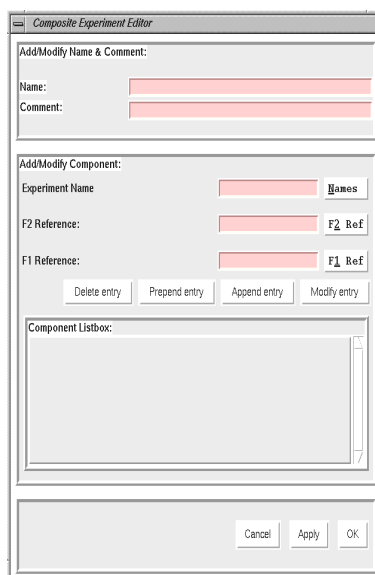 Composite Experiment Editor
Add/Modify Name & Comment:
Name:
Comment:
Add/Modify Component:
Experiment Name
Names
F2 Reference:
F2 Ref
F1 Reference:
F1 Ref
Delete entry Prepend entry Append entry Modify entry
Component Listbox:
Cancel Apply OK